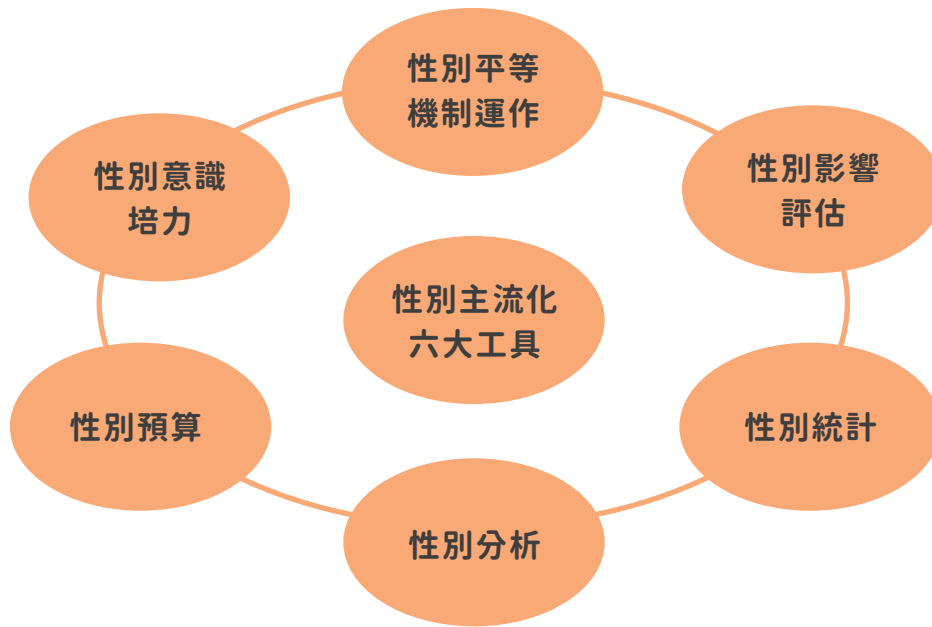 性別平等
機制運作
性別意識
培力
性別影響
評估
性別主流化
六大工具
性別預算
性別統計
性別分析